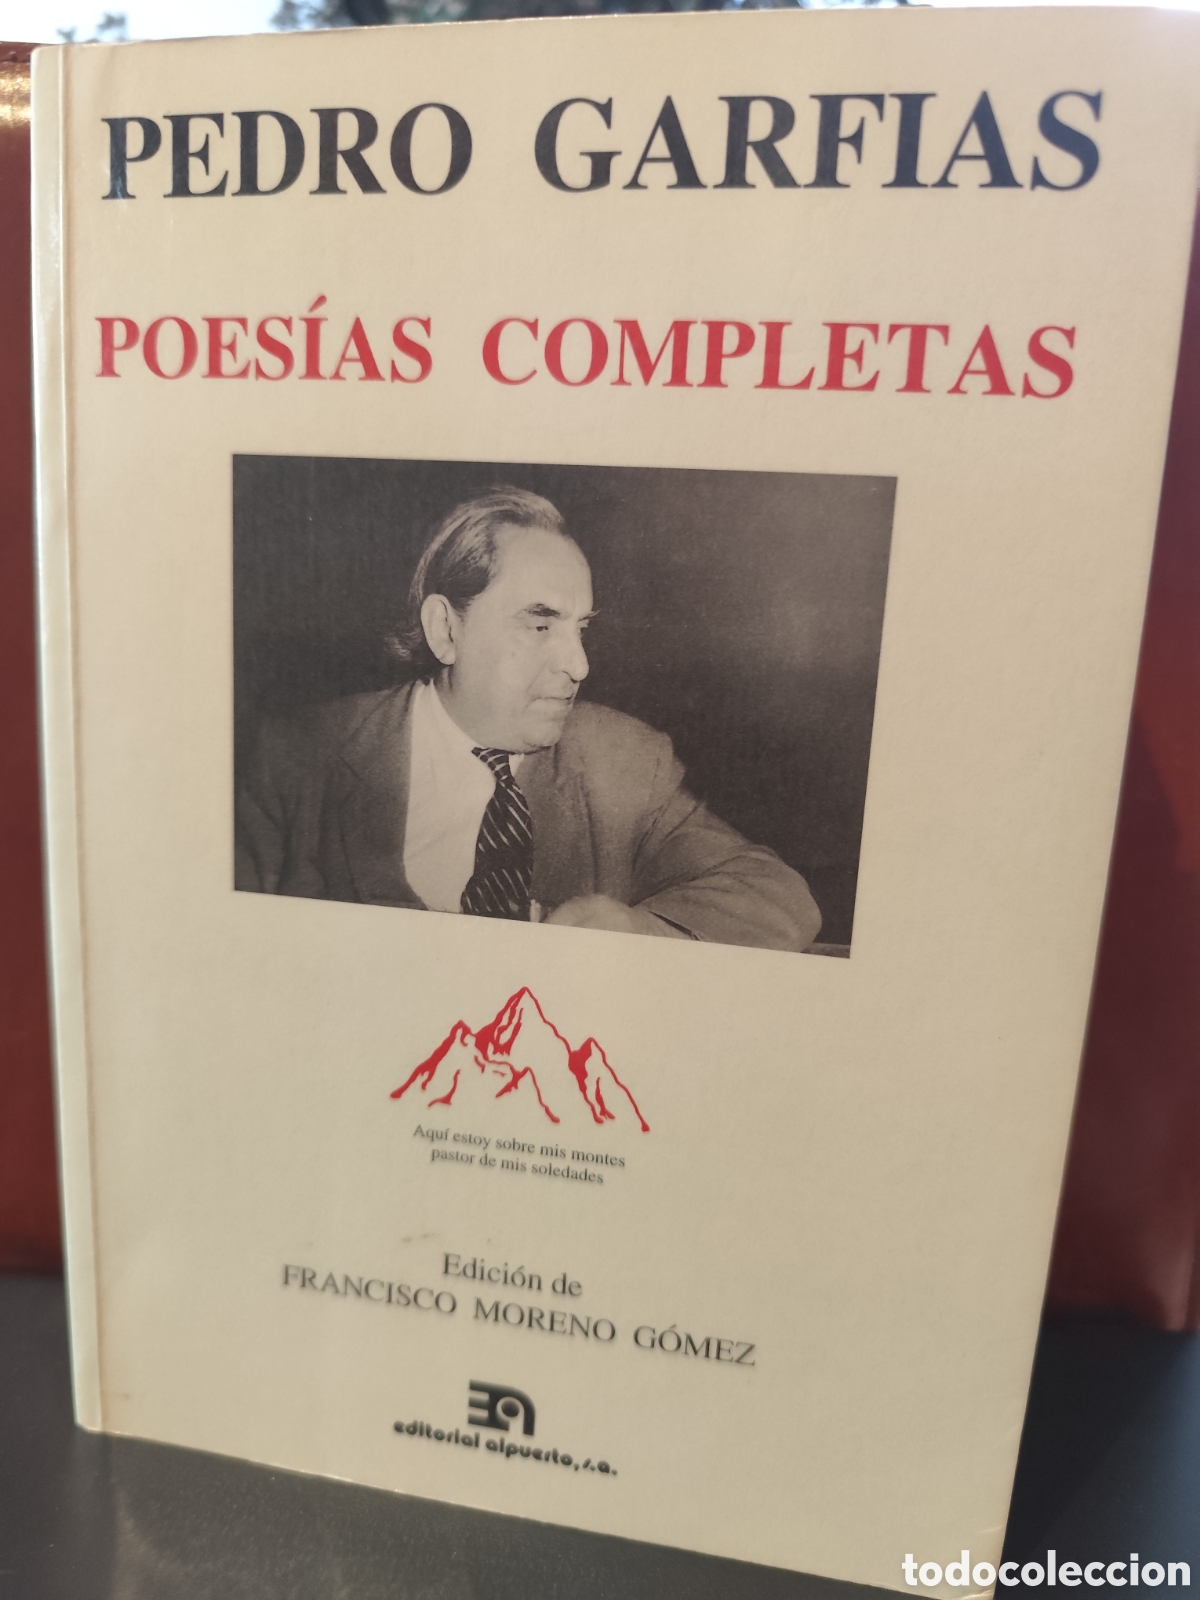 PEDRO GARFIAS
POESÍAS COMPLETAS
Aquí estoy sobre mis montes
pastor de mis soledades
Edición de
FRANCISCO MORENO GÓMEZ
editorial alpuerto, s.a.
todocoleccion